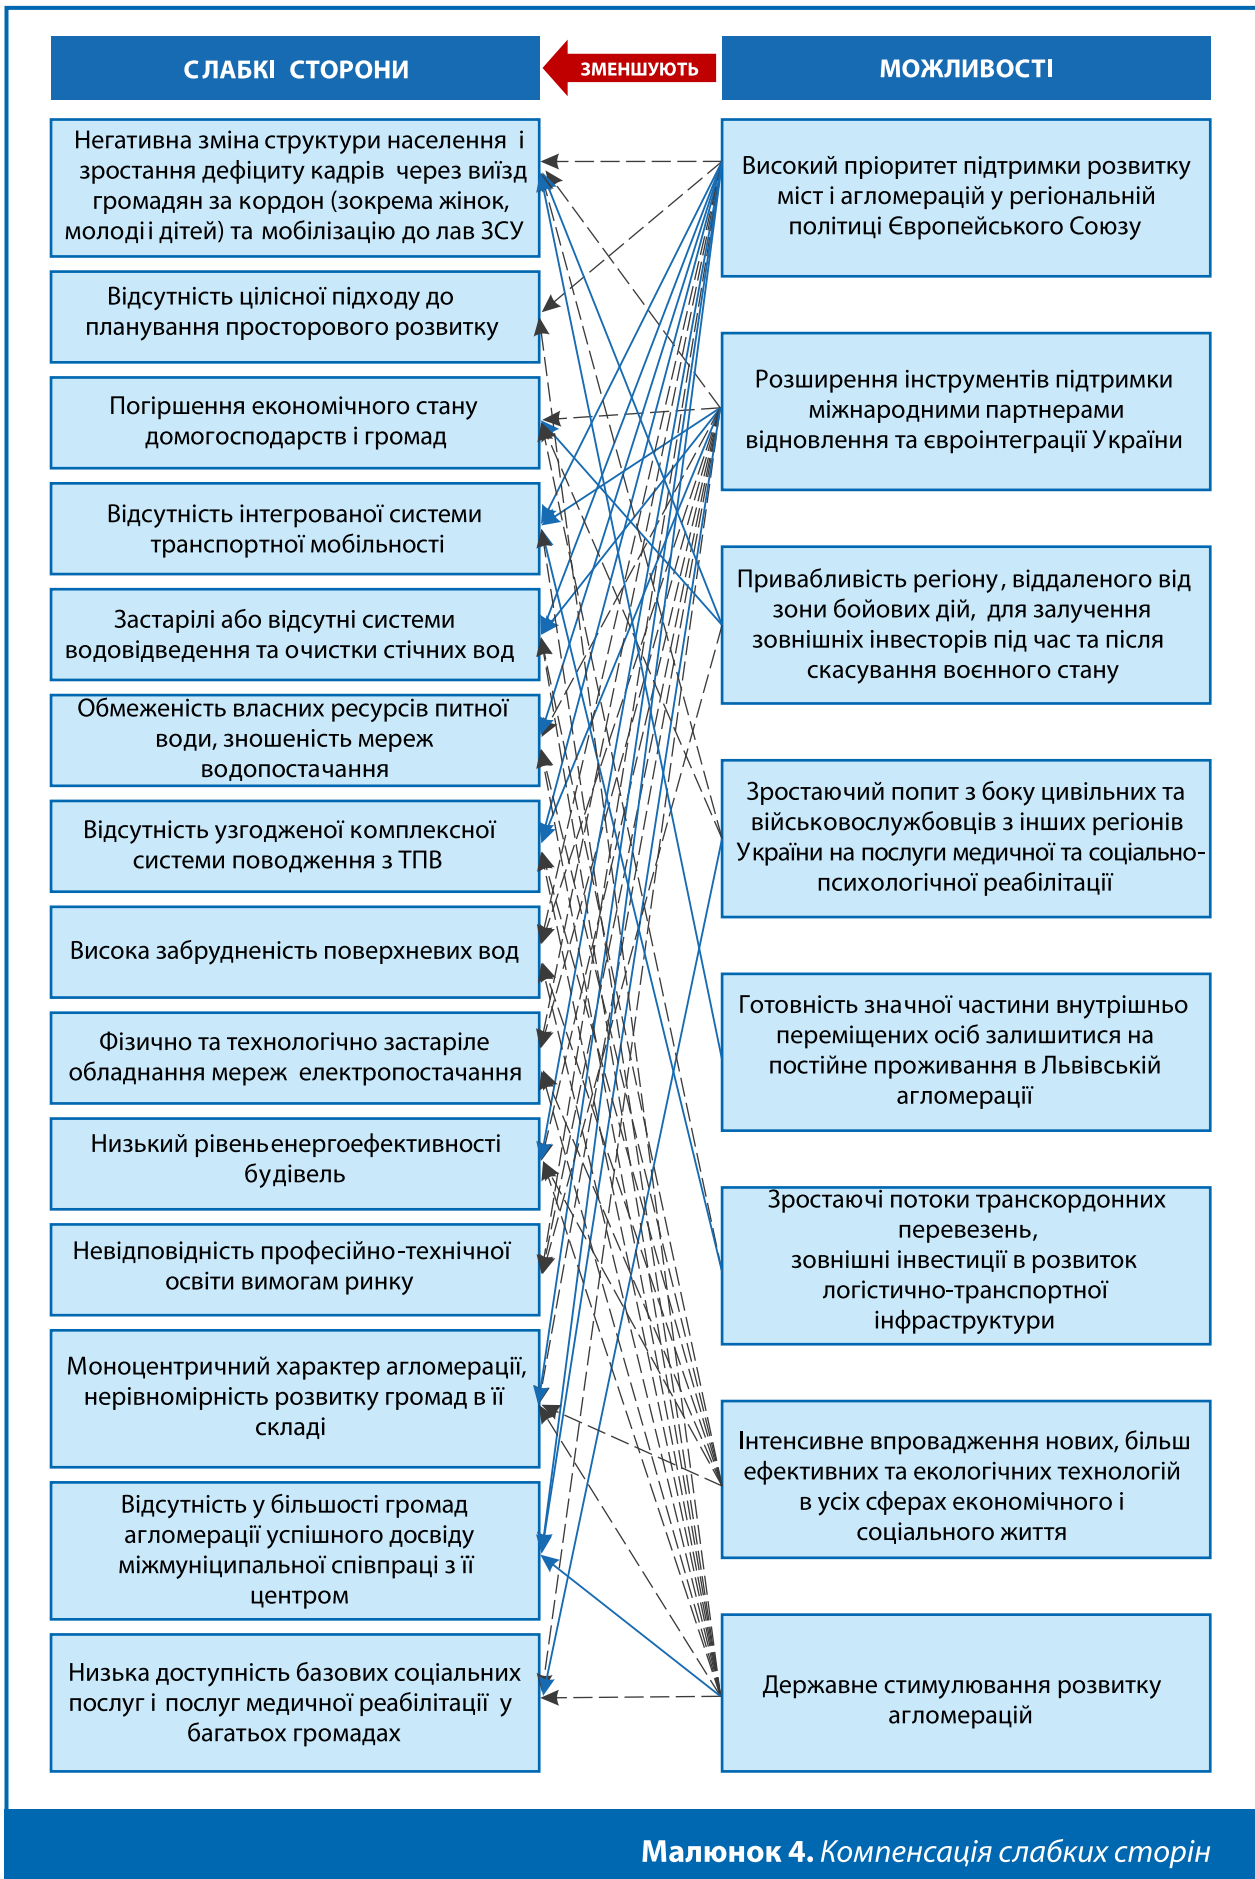 СЛАБКІ СТОРОНИ
ЗМЕНШУЮТЬ
МОЖЛИВОСТІ
Негативна зміна структури населення і
зростання дефіциту кадрів через виїзд
громадян за кордон (зокрема жінок,
молоді і дітей) та мобілізацію до лав ЗСУ
Відсутність цілісної підходу до
планування просторового розвитку
Погіршення економічного стану
домогосподарств і громад
Відсутність інтегрованої системи
транспортної мобільності
Застарілі або відсутні системи
водовідведення та очистки стічних вод
Обмеженість власних ресурсів питної
води, зношеність мереж
водопостачання
Відсутність узгодженої комплексної
системи поводження з ТПВ
Висока забрудненість поверхневих вод
Фізично та технологічно застаріле
обладнання мереж електропостачання
Низький рівень енергоефективності
будівель
Невідповідність професійно-технічної
освіти вимогам ринку
Моноцентричний характер агломерації,
нерівномірність розвитку громад в її
складі
Відсутність у більшості громад
агломерації успішного досвіду
міжмуніципальної співпраці з її
центром
Низька доступність базових соціальних
послуг і послуг медичної реабілітації у
багатьох громадах
Високий пріоритет підтримки розвитку
міст і агломерацій у регіональній
політиці Європейського Союзу
Розширення інструментів підтримки
міжнародними партнерами
відновлення та євроінтеграції України
Привабливість регіону, віддаленого від
зони бойових дій, для залучення
зовнішніх інвесторів під час та після
скасування воєнного стану
Зростаючий попит з боку цивільних та
військовослужбовців з інших регіонів
України на послуги медичної та соціально-
психологічної реабілітації
Готовність значної частини внутрішньо
переміщених осіб залишитися на
постійне проживання в Львівській
агломерації
Зростаючі потоки транскордонних
перевезень,
зовнішні інвестиції в розвиток
логістично-транспортної
інфраструктури
Інтенсивне впровадження нових, більш
ефективних та екологічних технологій
в усіх сферах економічного і
соціального життя
Державне стимулювання розвитку
агломерацій
Малюнок 4. Компенсація слабких сторін